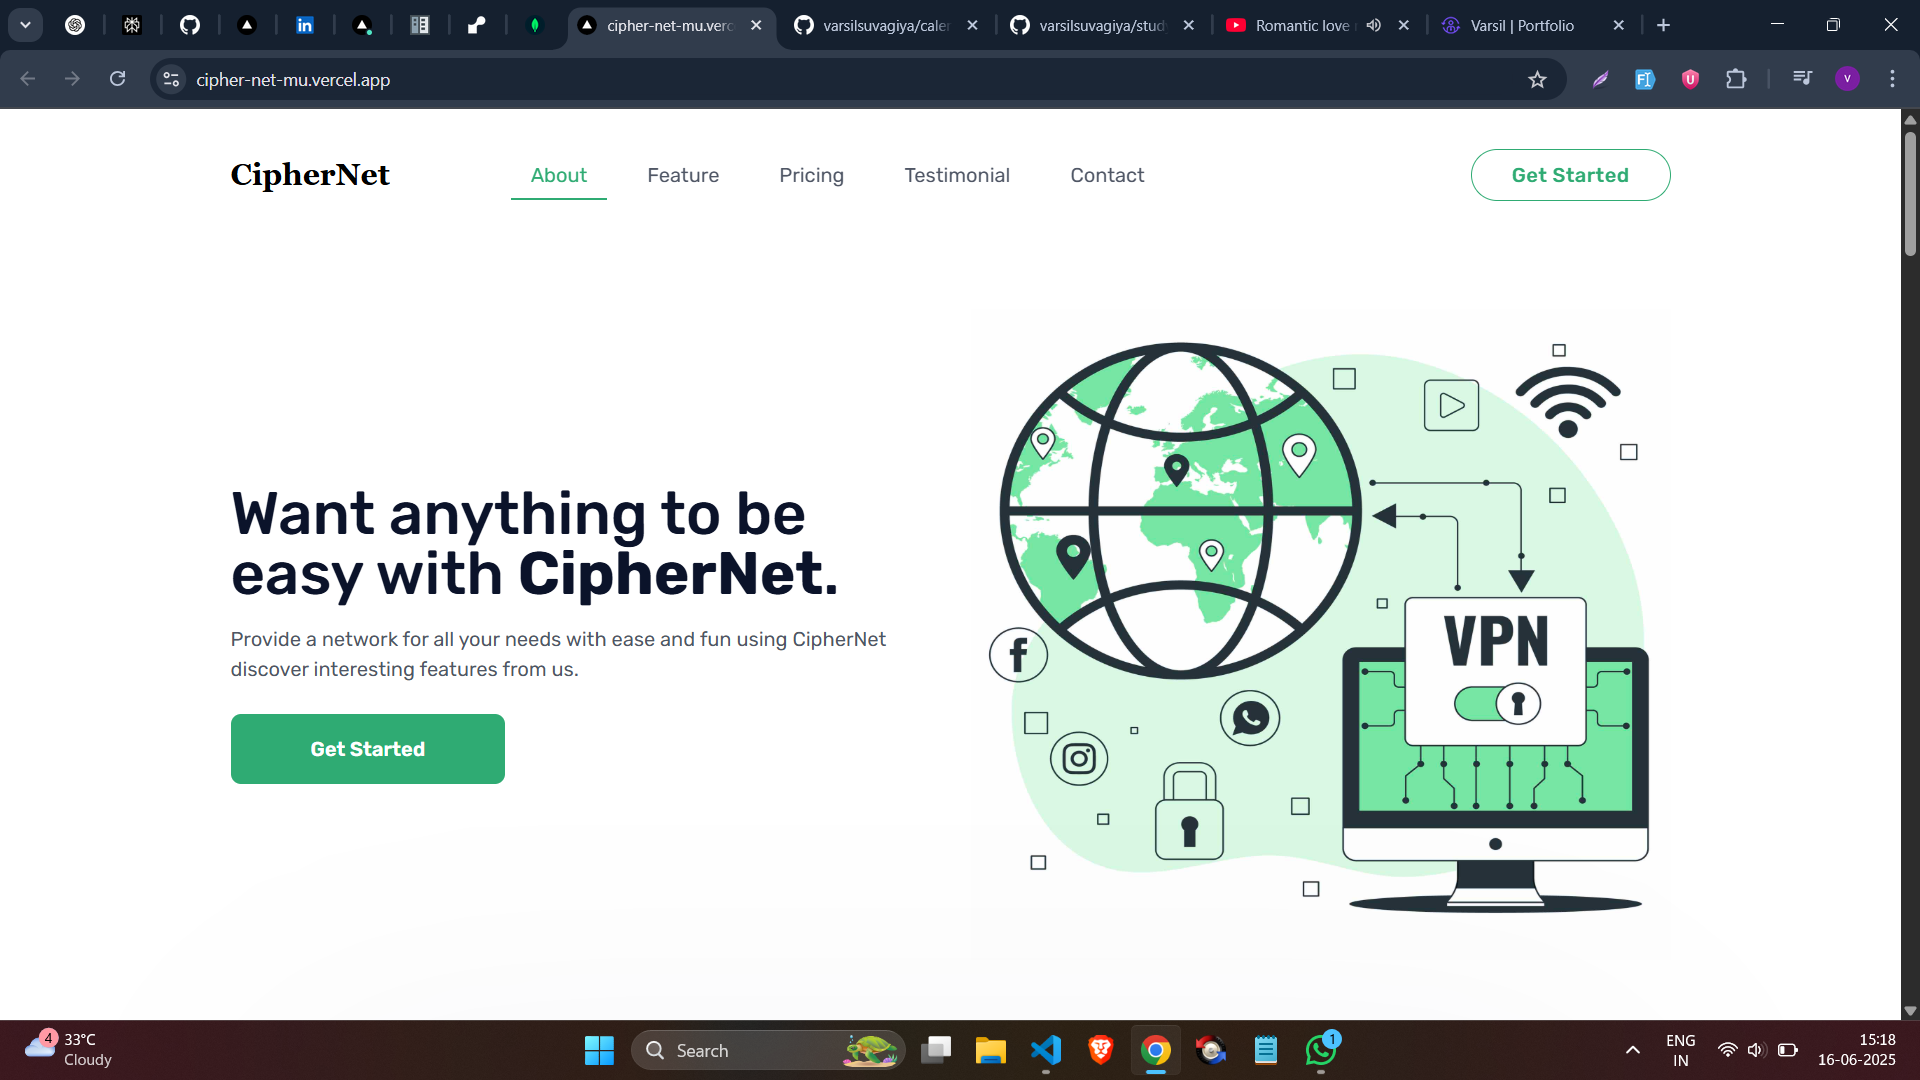 cipher-net-mu.verc
varsilsuvagiya/caler
varsilsuvagiya/stud
Romantic love
Varsil | Portfolio
cipher-net-mu.vercel.app
V
CipherNet
About
Feature
Pricing
Testimonial
Contact
Get Started
Want anything to be
easy with CipherNet.
Provide a network for all your needs with ease and fun using CipherNet
discover interesting features from us.
Get Started
VPN
4
33°C
Cloudy
Search
1
ENG
IN
15:18
16-06-2025